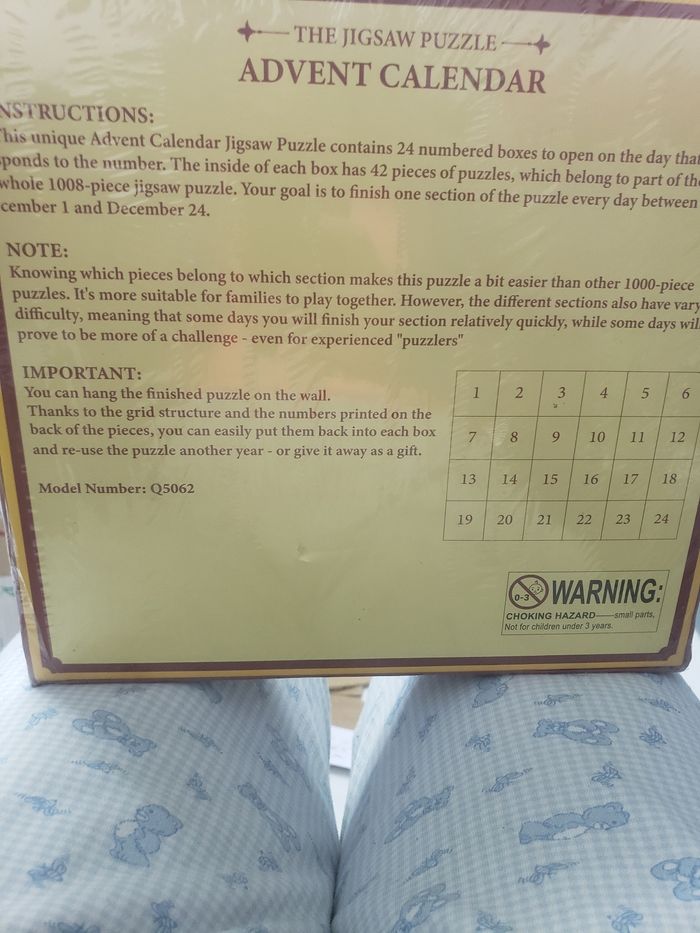 THE JIGSAW PUZZLE
ADVENT CALENDAR
NSTRUCTIONS:
his unique Advent Calendar Jigsaw Puzzle contains 24 numbered boxes to open on the day that
ponds to the number. The inside of each box has 42 pieces of puzzles, which belong to part of th
whole 1008-piece jigsaw puzzle. Your goal is to finish one section of the puzzle every day between
cember 1 and December 24.
NOTE:
Knowing which pieces belong to which section makes this puzzle a bit easier than other 1000-piece
puzzles. It's more suitable for families to play together. However, the different sections also have vary
difficulty, meaning that some days you will finish your section relatively quickly, while some days wil
prove to be more of a challenge - even for experienced "puzzlers"
IMPORTANT:
You can hang the finished puzzle on the wall.
Thanks to the grid structure and the numbers printed on the
back of the pieces, you can easily put them back into each box
and re-use the puzzle another year - or give it away as a gift.
Model Number: Q5062
1 2 3 4 5 6
7 8 9 10 11 12
13 14 15 16 17 18
19 20 21 22 23 24
0-3 WARNING:
CHOKING HAZARD—small parts,
Not for children under 3 years.